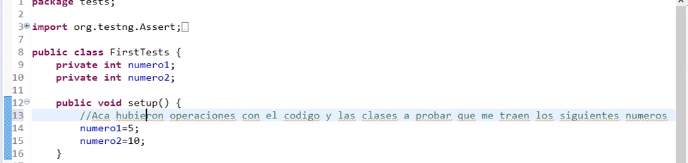 1 package tests;
2
3 import org.testng.Assert;
7
8 public class FirstTests {
9 private int numero1;
10 private int numero2;
11
12 public void setup() {
13 //Aca hubieron operaciones con el codigo y las clases a probar que me traen los siguientes numeros
14 numero1=5;
15 numero2=10;
16 }